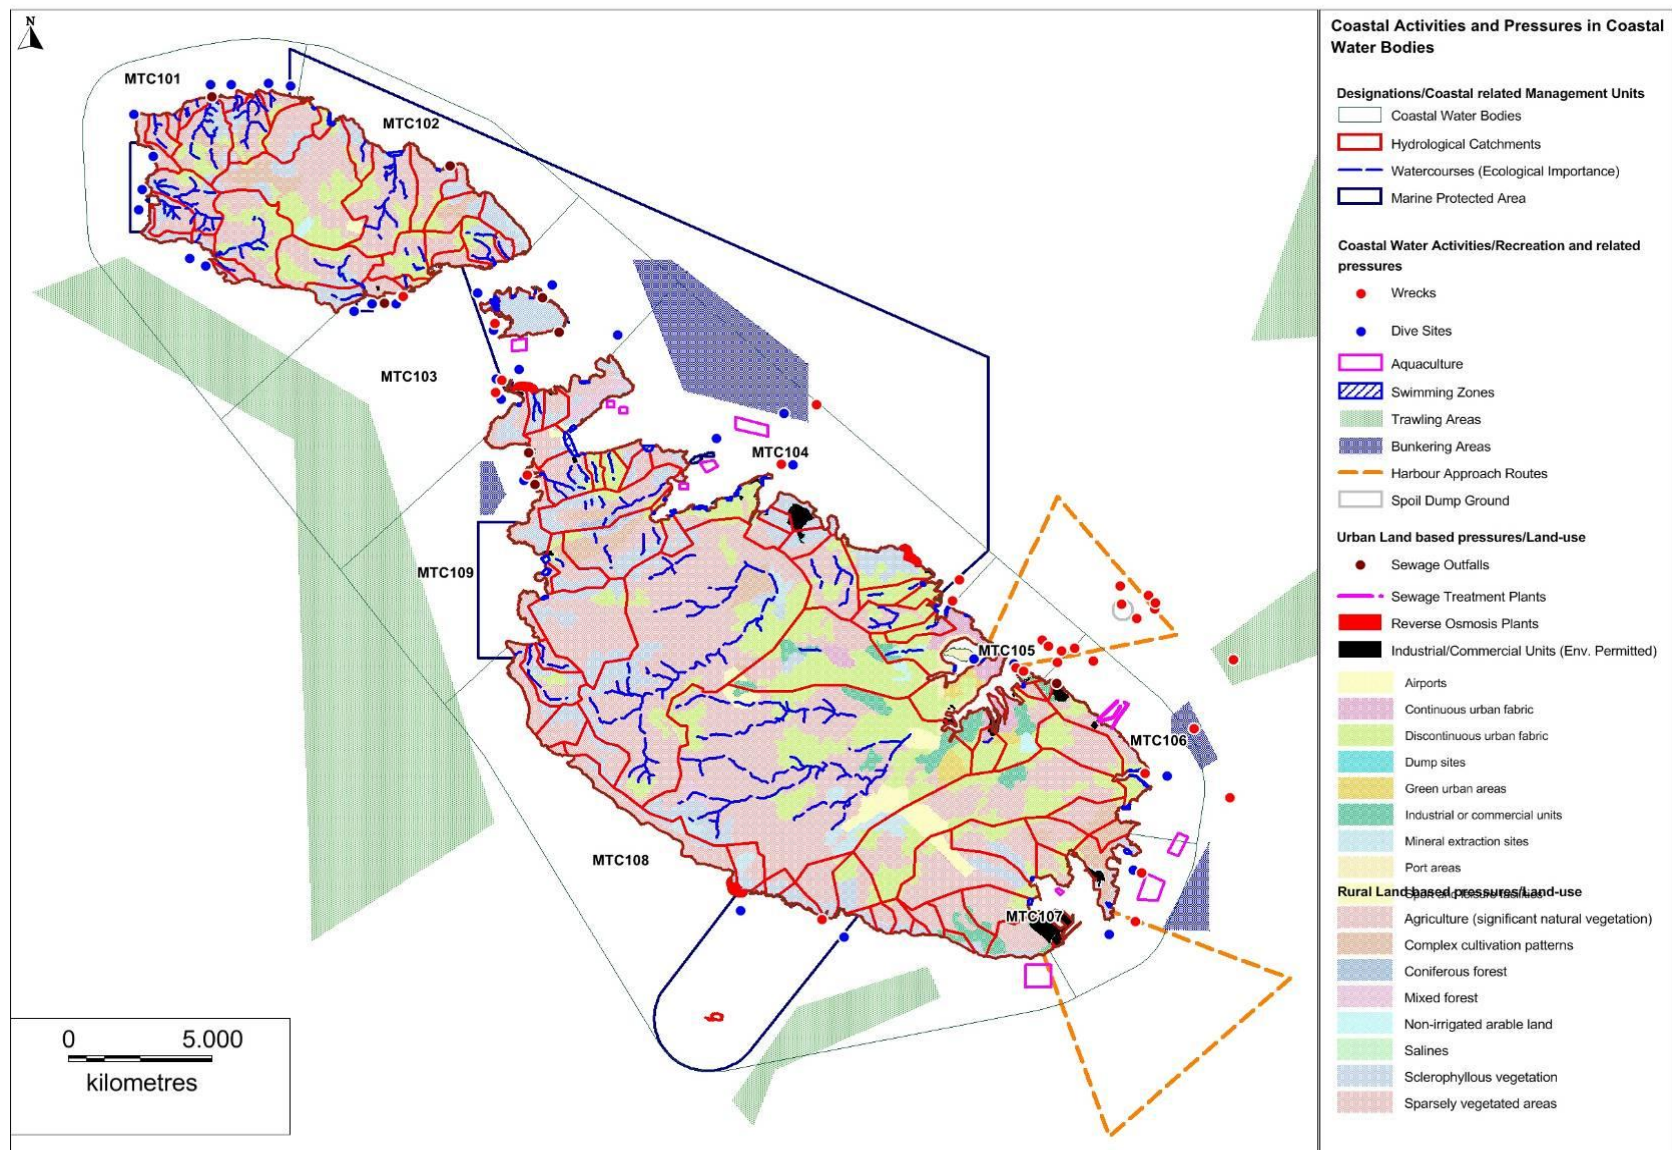 N
MTC101
MTC102
MTC103
MTC104
MTC109
MTC105
MTC106
MTC108
MTC107
0 5.000
kilometres
Coastal Activities and Pressures in Coastal
Water Bodies
Designations/Coastal related Management Units
Coastal Water Bodies
Hydrological Catchments
Watercourses (Ecological Importance)
Marine Protected Area
Coastal Water Activities/Recreation and related
pressures
Wrecks
Dive Sites
Aquaculture
Swimming Zones
Trawling Areas
Bunkering Areas
Harbour Approach Routes
Spoil Dump Ground
Urban Land based pressures/Land-use
Sewage Outfalls
Sewage Treatment Plants
Reverse Osmosis Plants
Industrial/Commercial Units (Env. Permitted)
Airports
Continuous urban fabric
Discontinuous urban fabric
Dump sites
Green urban areas
Industrial or commercial units
Mineral extraction sites
Port areas
Rural Land based pressures/Land-use
Agriculture (significant natural vegetation)
Complex cultivation patterns
Coniferous forest
Mixed forest
Non-irrigated arable land
Salines
Sclerophyllous vegetation
Sparsely vegetated areas